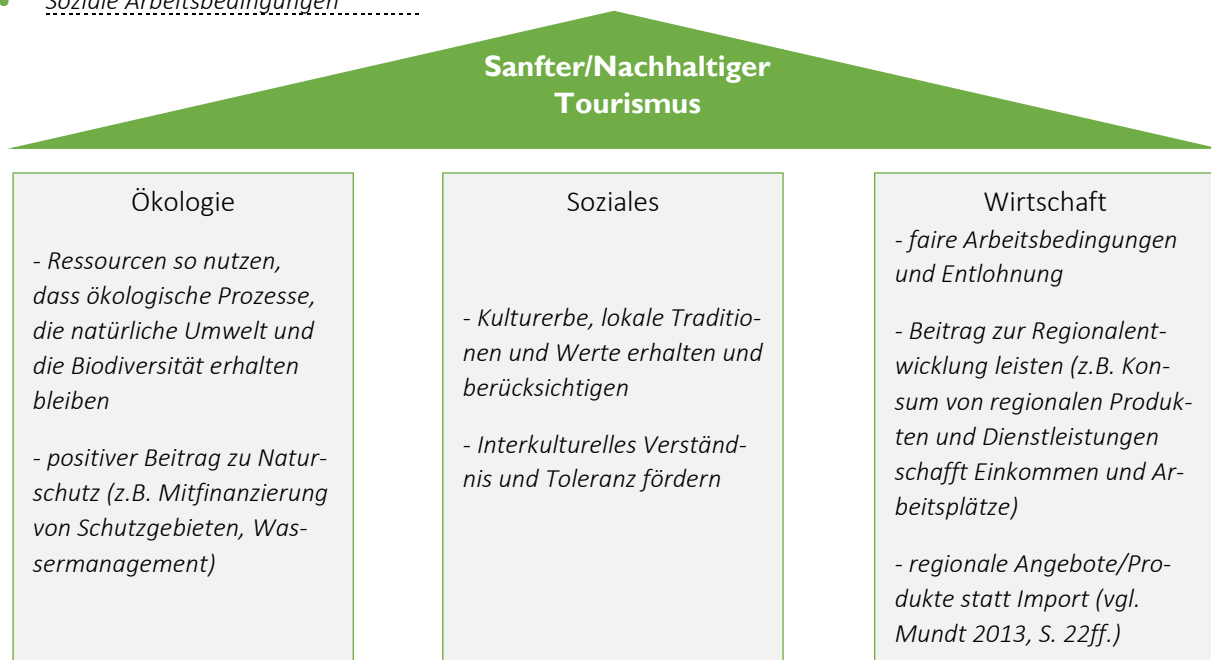 Soziale Arbeitsbedingungen
Sanfter/Nachhaltiger
Tourismus
Ökologie
- Ressourcen so nutzen,
dass ökologische Prozesse,
die natürliche Umwelt und
die Biodiversität erhalten
bleiben
- positiver Beitrag zu Natur-
schutz (z.B. Mitfinanzierung
von Schutzgebieten, Was-
sermanagement)
Soziales
- Kulturerbe, lokale Traditio-
nen und Werte erhalten und
berücksichtigen
- Interkulturelles Verständ-
nis und Toleranz fördern
Wirtschaft
- faire Arbeitsbedingungen
und Entlohnung
- Beitrag zur Regionalent-
wicklung leisten (z.B. Kon-
sum von regionalen Produk-
ten und Dienstleistungen
schafft Einkommen und Ar-
beitsplätze)
- regionale Angebote/Pro-
dukte statt Import (vgl.
Mundt 2013, S. 22ff.)